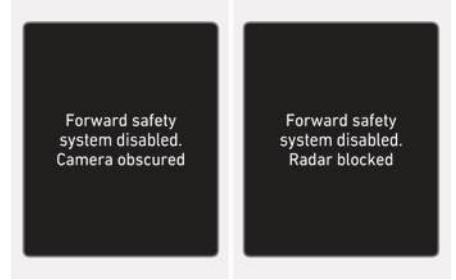 Forward safety
system disabled.
Camera obscured
Forward safety
system disabled.
Radar blocked